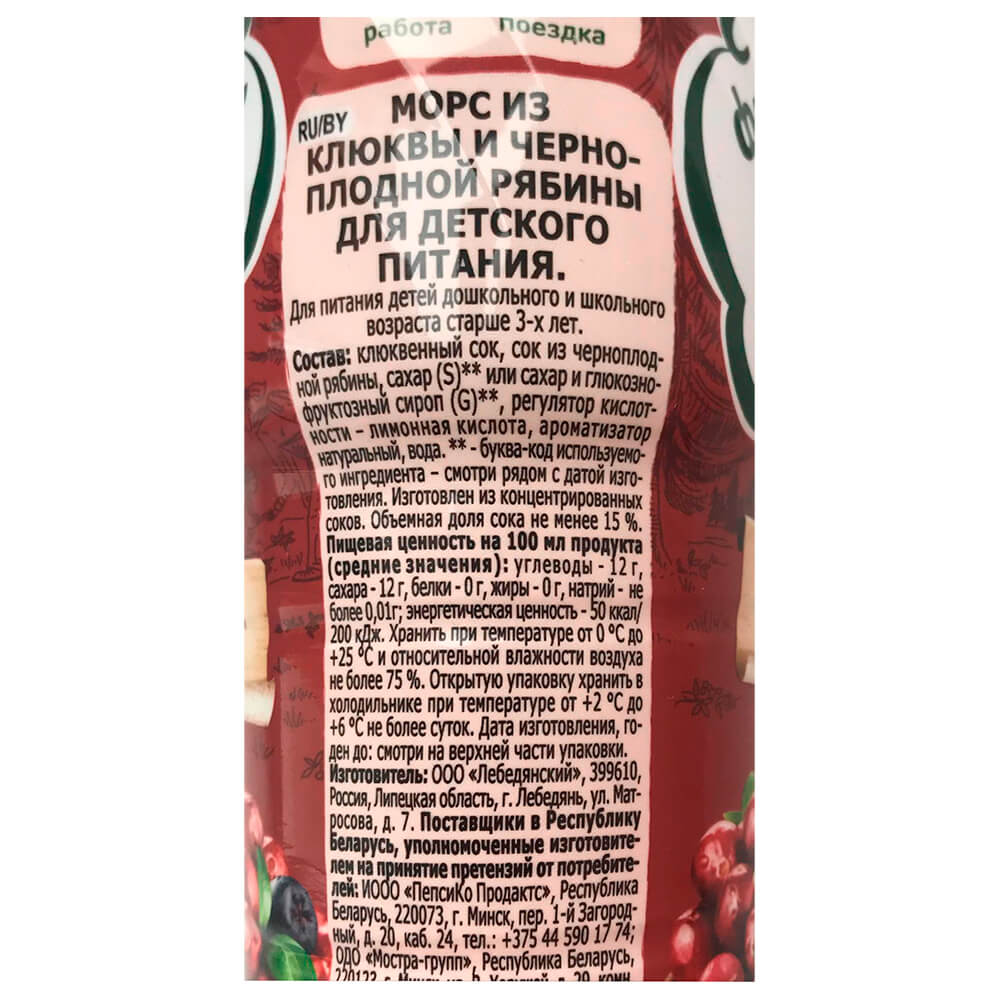 работа поездка
RU/BY
МОРС ИЗ
КЛЮКВЫ И ЧЕРНО-
ПЛОДНОЙ РЯБИНЫ
ДЛЯ ДЕТСКОГО
ПИТАНИЯ.
Для питания детей дошкольного и школьного
возраста старше 3-х лет.
Состав: клюквенный сок, сок из черноплод-
ной рябины, сахар (S)** или сахар и глюкозно-
фруктозный сироп (G)**, регулятор кислот-
ности – лимонная кислота, ароматизатор
натуральный, вода. ** - буква-код используемо-
го ингредиента – смотри рядом с датой изго-
товления. Изготовлен из концентрированных
соков. Объемная доля сока не менее 15 %.
Пищевая ценность на 100 мл продукта
(средние значения): углеводы - 12 г,
сахара - 12 г, белки - 0 г, жиры - 0 г, натрий - не
более 0,01г; энергетическая ценность - 50 ккал/
200 кДж. Хранить при температуре от 0 °С до
+25 °С и относительной влажности воздуха
не более 75 %. Открытую упаковку хранить в
холодильнике при температуре от +2 °С до
+6 °С не более суток. Дата изготовления, го-
ден до: смотри на верхней части упаковки.
Изготовитель: ООО «Лебедянский», 399610,
Россия, Липецкая область, г. Лебедянь, ул. Мат-
росова, д. 7. Поставщики в Республику
Беларусь, уполномоченные изготовите-
лем на принятие претензий от потребите-
лей: ИООО «ПепсиКо Продактс», Республика
Беларусь, 220073, г. Минск, пер. 1-й Загород-
ный, д. 20, каб. 24, тел.: +375 44 590 17 74;
ОДО «Мостра-групп», Республика Беларусь,
220123, г. Минск, ул. В. д. 29, комн.